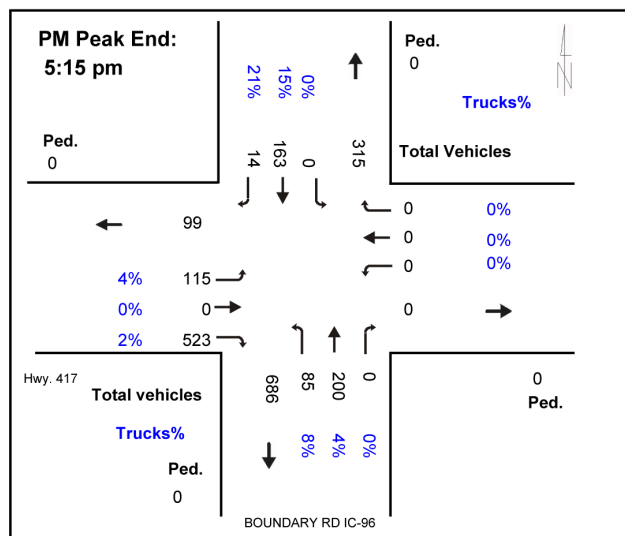 PM Peak End:
5:15 pm
Ped.
0
21%
15%
0%
14
163
0
315
Ped.
0
N
Trucks%
Total Vehicles
99
4%
115
0%
0
2%
523
0
0%
0
0%
0
0%
0
Hwy. 417
Total vehicles
Trucks%
Ped.
0
686
85
200
0
8%
4%
0%
0
Ped.
BOUNDARY RD IC-96